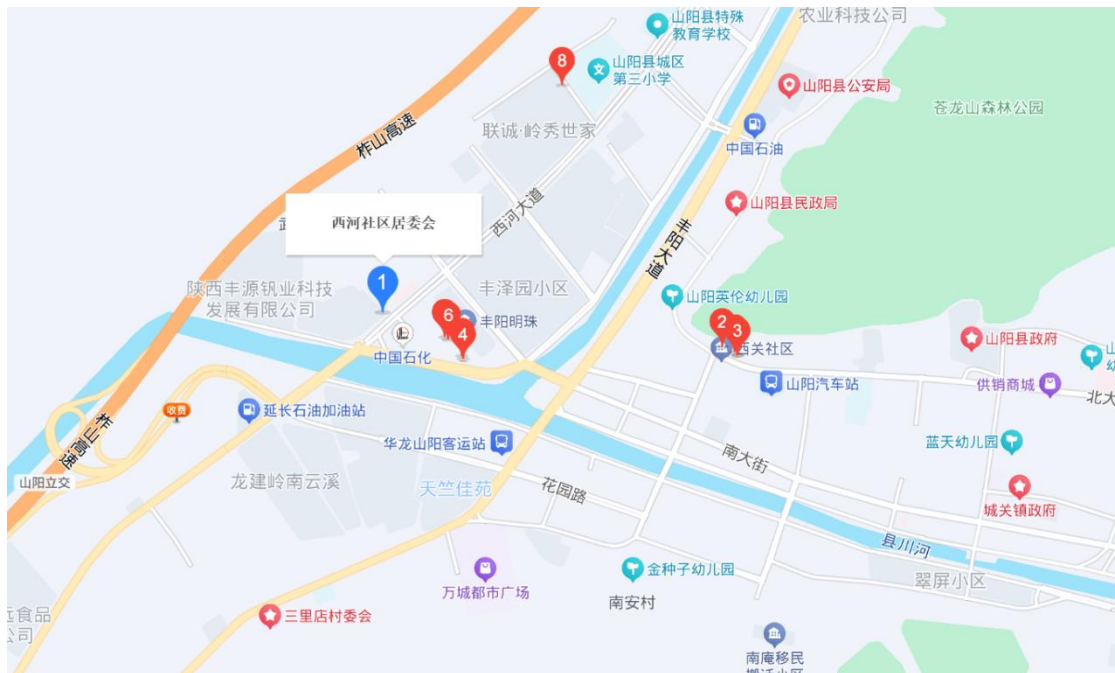 山阳县特殊
教育学校
农业科技公司
8
山阳县城区
第三小学
山阳县公安局
苍龙山森林公园
柞山高速
联诚·岭秀世家
中国石油
山阳县民政局
西河社区居委会
西河大道
丰阳大道
1
陕西丰源钒业科技
发展有限公司
丰泽园小区
山阳英伦幼儿园
6
丰阳明珠
4
2
3
西关社区
山阳县政府
中国石化
山阳汽车站
供销商城
北大
收费
延长石油加油站
柞山高速
华龙山阳客运站
南大街
蓝天幼儿园
山阳立交
龙建岭南云溪
天竺佳苑
花园路
城关镇政府
县川河
万城都市广场
金种子幼儿园
翠屏小区
南安村
三里店村委会
远食品
公司
南庵移民